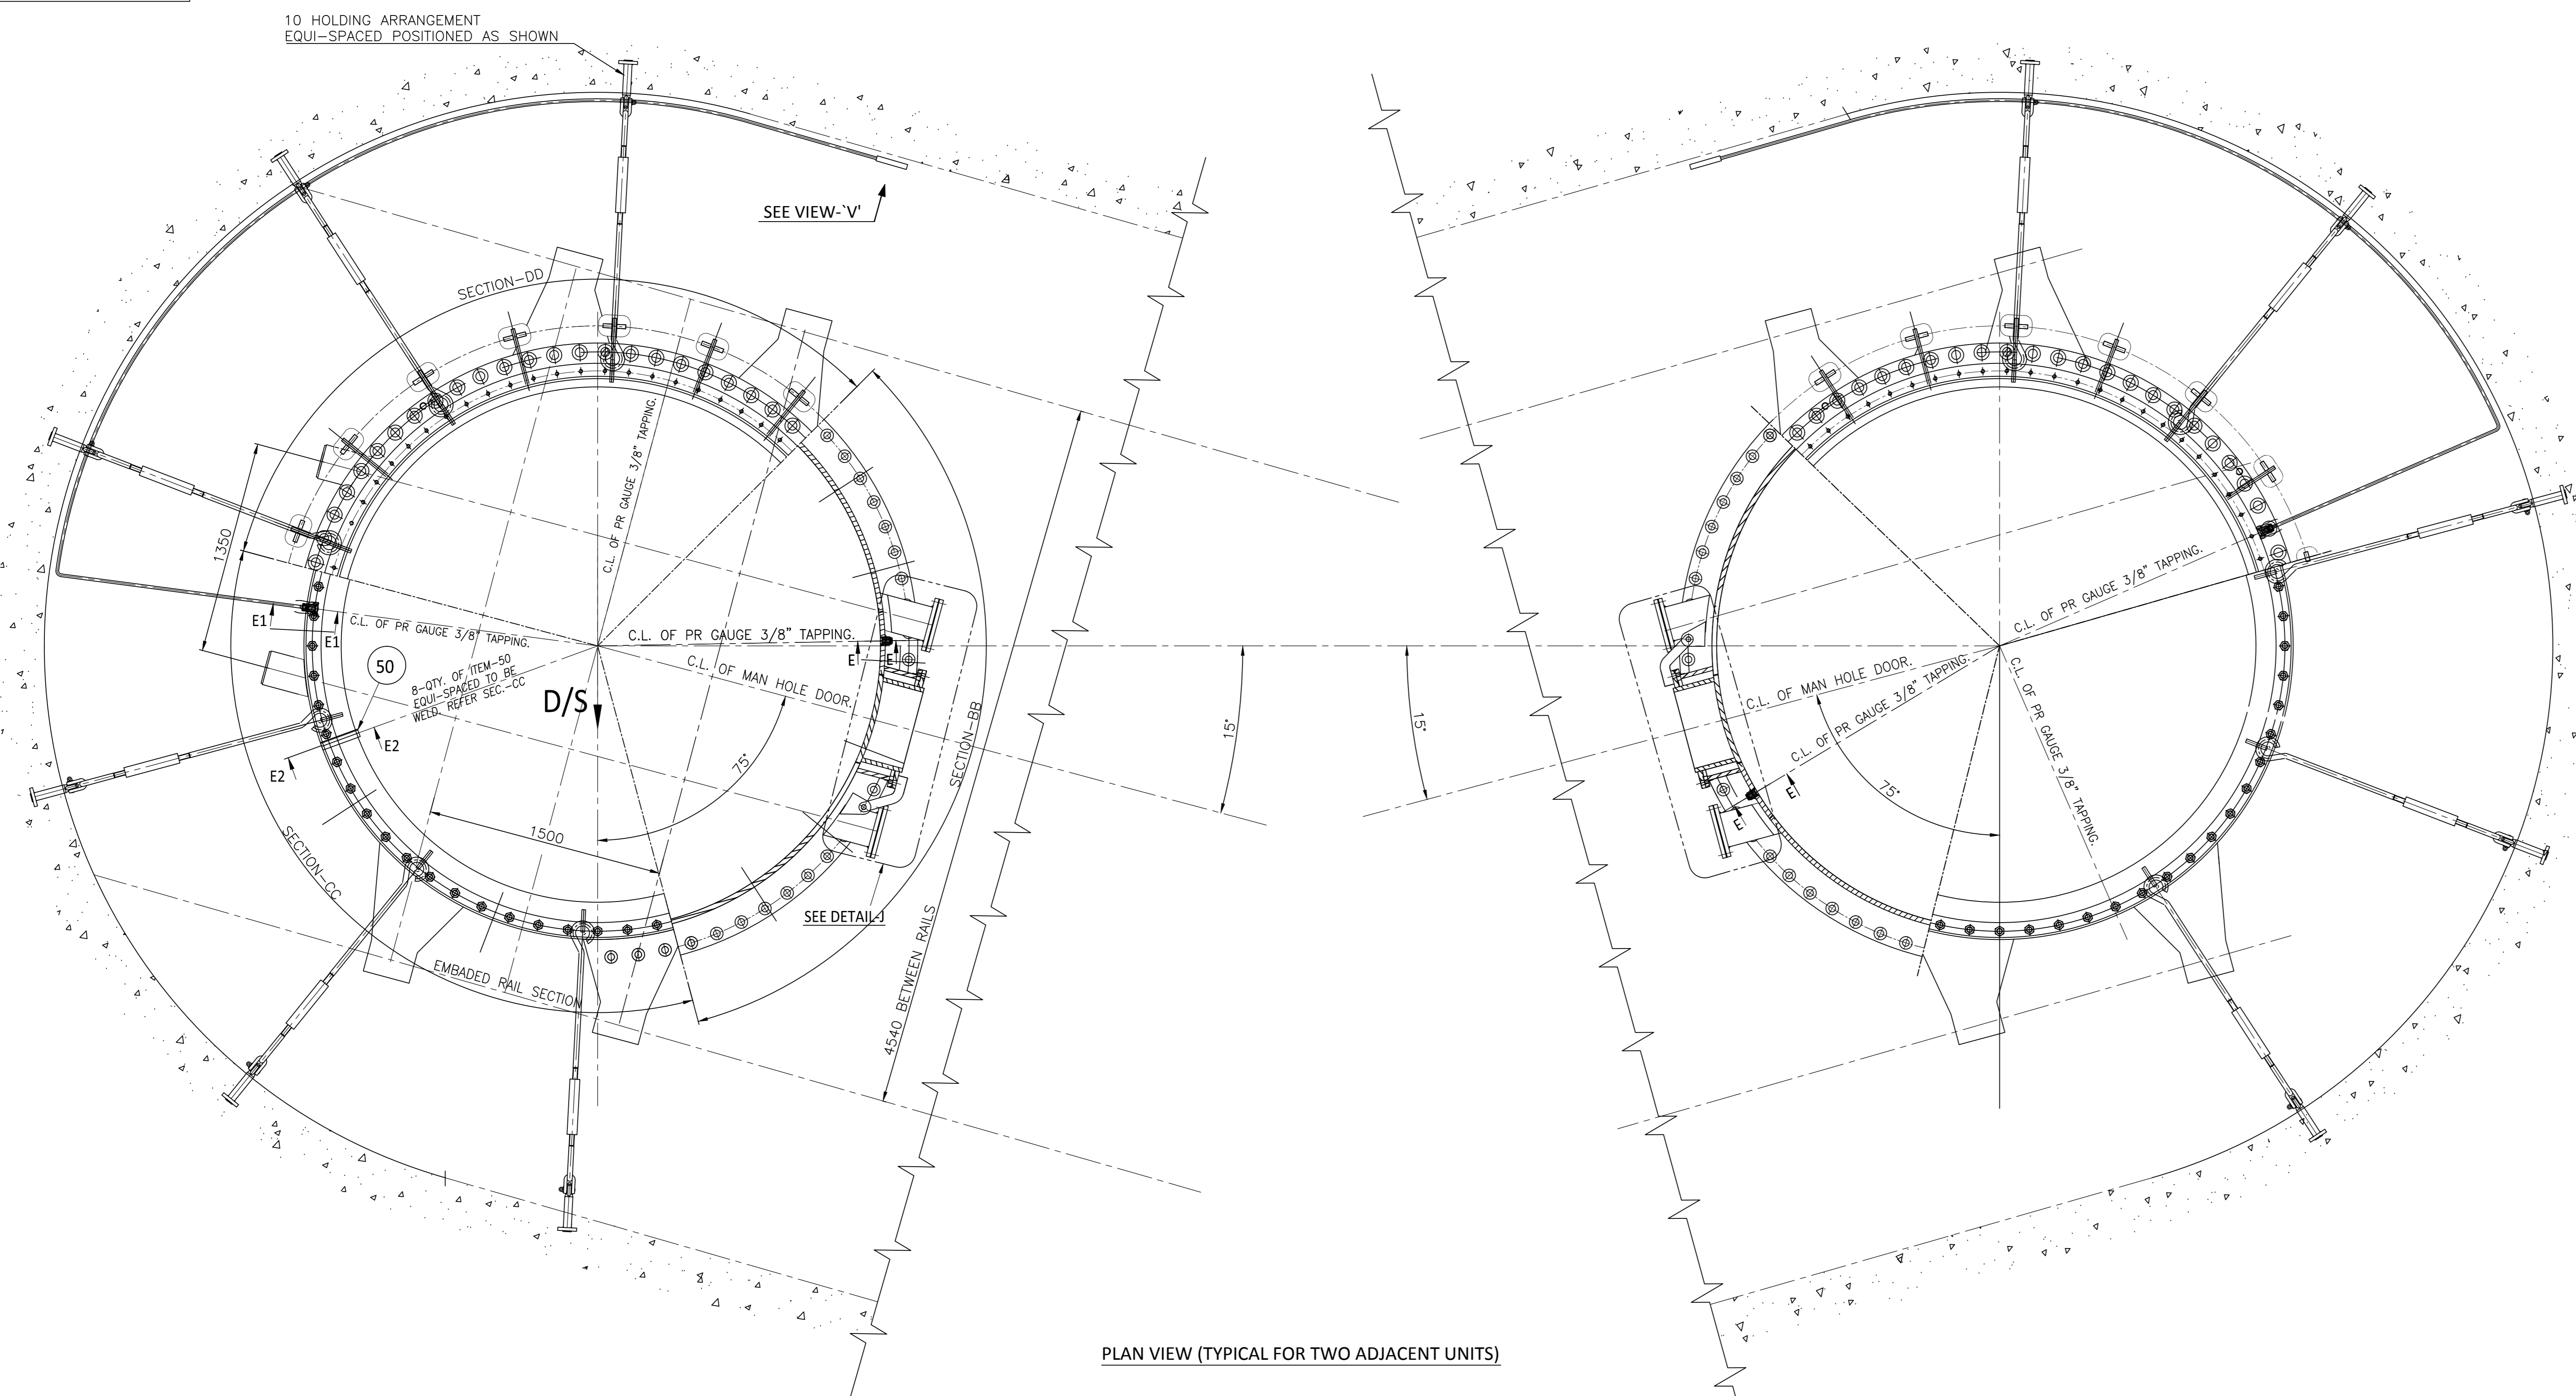 10 HOLDING ARRANGEMENT
EQUI-SPACED POSITIONED AS SHOWN
SEE VIEW-`V'
SECTION-DD
C.L. OF PR GAUGE 3/8" TAPPING.
1350
E1
E1
C.L. OF PR GAUGE 3/8" TAPPING.
C.L. OF PR GAUGE 3/8" TAPPING.
E
E
50
8-QTY. OF ITEM-50
EQUI-SPACED TO BE
WELD. REFER SEC.-CC
D/S
C.L. OF MAN HOLE DOOR.
E2
E2
75°
SECTION-BB
15°
1500
SECTION-CC
SEE DETAIL-J
EMBADED RAIL SECTION
4540 BETWEEN RAILS
C.L. OF PR GAUGE 3/8" TAPPING.
C.L. OF MAN HOLE DOOR.
C.L. OF PR GAUGE 3/8" TAPPING.
C.L. OF PR GAUGE 3/8" TAPPING.
15°
75°
E
E
PLAN VIEW (TYPICAL FOR TWO ADJACENT UNITS)